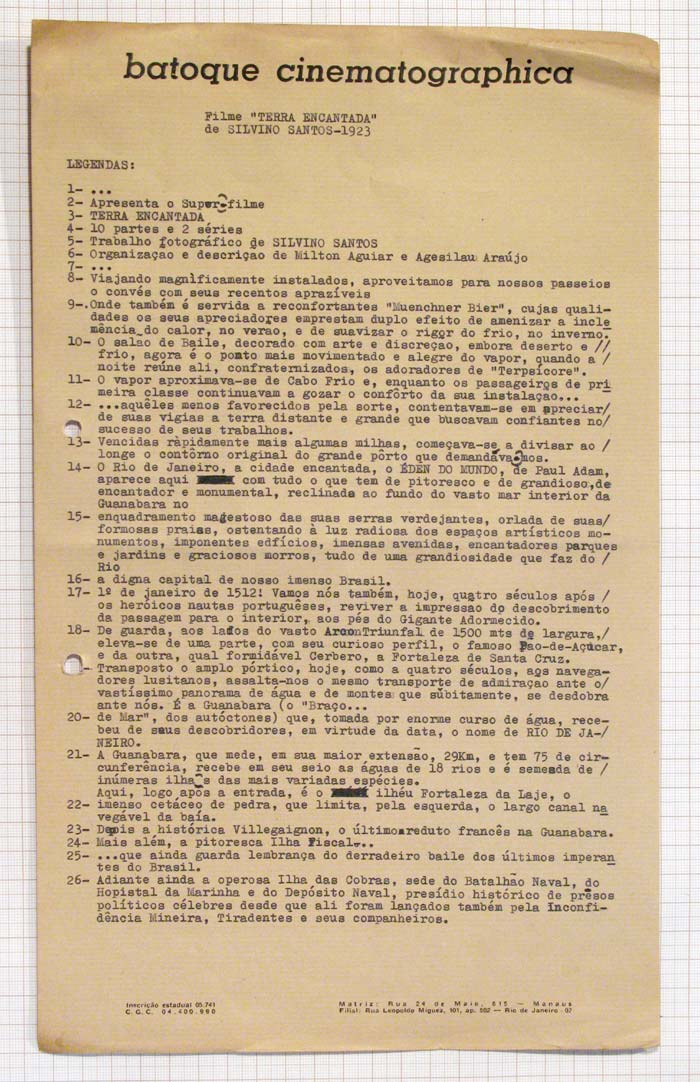 batoque cinematographica
Filme "TERRA ENCANTADA"
de SILVINO SANTOS-1923
LEGENDAS:
1- ...
2- Apresenta o Super-filme
3- TERRA ENCANTADA
4- 10 partes e 2 séries
5- Trabalho fotográfico de SILVINO SANTOS
6- Organizaçao e descriçao de Milton Aguiar e Agesilau Araújo
7- ...
8- Viajando magnìficamente instalados, aproveitamos para nossos passeios
o convés com seus recentos aprazíveis
9-.Onde também é servida a reconfortantes "Muenchner Bier", cujas quali-
dades os seus apreciadores emprestam duplo efeito de amenizar a incle
mência do calor, no verao, e de suavizar o rigor do frio, no inverno.
10- O salao de Baile, decorado com arte e discreçao, embora deserto e //
frio, agora é o ponto mais movimentado e alegre do vapor, quando a /
noite reúne ali, confraternizados, os adoradores de "Terpsícore".
11- O vapor aproximava-se de Cabo Frio e, enquanto os passageiros de pri
meira classe continuavam a gozar o confôrto da sua instalaçao...
12- ...aquêles menos favorecidos pela sorte, contentavam-se em apreciar/
de suas vigias a terra distante e grande que buscavam confiantes no/
sucesso de seus trabalhos.
13- Vencidas ràpidamente mais algumas milhas, começava-se a divisar ao /
longe o contôrno original do grande pôrto que demandávamos.
14- O Rio de Janeiro, a cidade encantada, o ÉDEN DO MUNDO, de Paul Adam,
aparece aqui com tudo o que tem de pitoresco e de grandioso, de
encantador e monumental, reclinada ao fundo do vasto mar interior da
Guanabara no
15- enquadramento magestoso das suas serras verdejantes, orlada de suas/
formosas praias, ostentando à luz radiosa dos espaços artísticos mo-
numentos, imponentes edfícios, imensas avenidas, encantadores parques
e jardins e graciosos morros, tudo de uma grandiosidade que faz do /
Rio
16- a digna capital de nosso imenso Brasil.
17- 1º de janeiro de 1512! Vamos nós também, hoje, quatro séculos após /
os heróicos nautas portuguêses, reviver a impressao do descobrimento
da passagem para o interior, aos pés do Gigante Adormecido.
18- De guarda, aos lados do vasto Arco Triunfal de 1500 mts de largura,/
eleva-se de uma parte, com seu curioso perfil, o famoso Pao-de-Açúcar,
e da outra, qual formidável Cerbero, a Fortaleza de Santa Cruz.
- Transposto o amplo pórtico, hoje, como a quatro séculos, aos navega-
dores lusitanos, assalta-nos o mesmo transporte de admiraçao ante o/
vastíssimo panorama de água e de montes que sùbitamente, se desdobra
ante nós. É a Guanabara (o "Braço...
20- de Mar", dos autóctones) que, tomada por enorme curso de água, rece-
beu de seus descobridores, em virtude da data, o nome de RIO DE JA-/
NEIRO.
21- A Guanabara, que mede, em sua maior extensão, 29Km, e tem 75 de cir-
cunferência, recebe em seu seio as águas de 18 rios e é semeada de /
inúmeras ilhas das mais variadas espécies.
Aqui, logo após a entrada, é o ilhéu Fortaleza da Laje, o
22- imenso cetáceo de pedra, que limita, pela esquerda, o largo canal na
vegável da baía.
23- Depis a histórica Villegaignon, o último reduto francês na Guanabara.
24- Mais além, a pitoresca Ilha Fiscal...
25- ...que ainda guarda lembrança do derradeiro baile dos últimos imperan
tes do Brasil.
26- Adiante ainda a operosa Ilha das Cobras, sede do Batalhão Naval, do
Hopistal da Marinha e do Depósito Naval, presídio histórico de prêsos
políticos célebres desde que ali foram lançados também pela Inconfi-
dência Mineira, Tiradentes e seus companheiros.
Inscrição estadual 05.741
C. G. C. 04.400.990
Matriz: Rua 24 de Maio, 615 — Manaus
Filial: Rua Leopoldo Miguez, 101, ap. 502 — Rio de Janeiro - 07